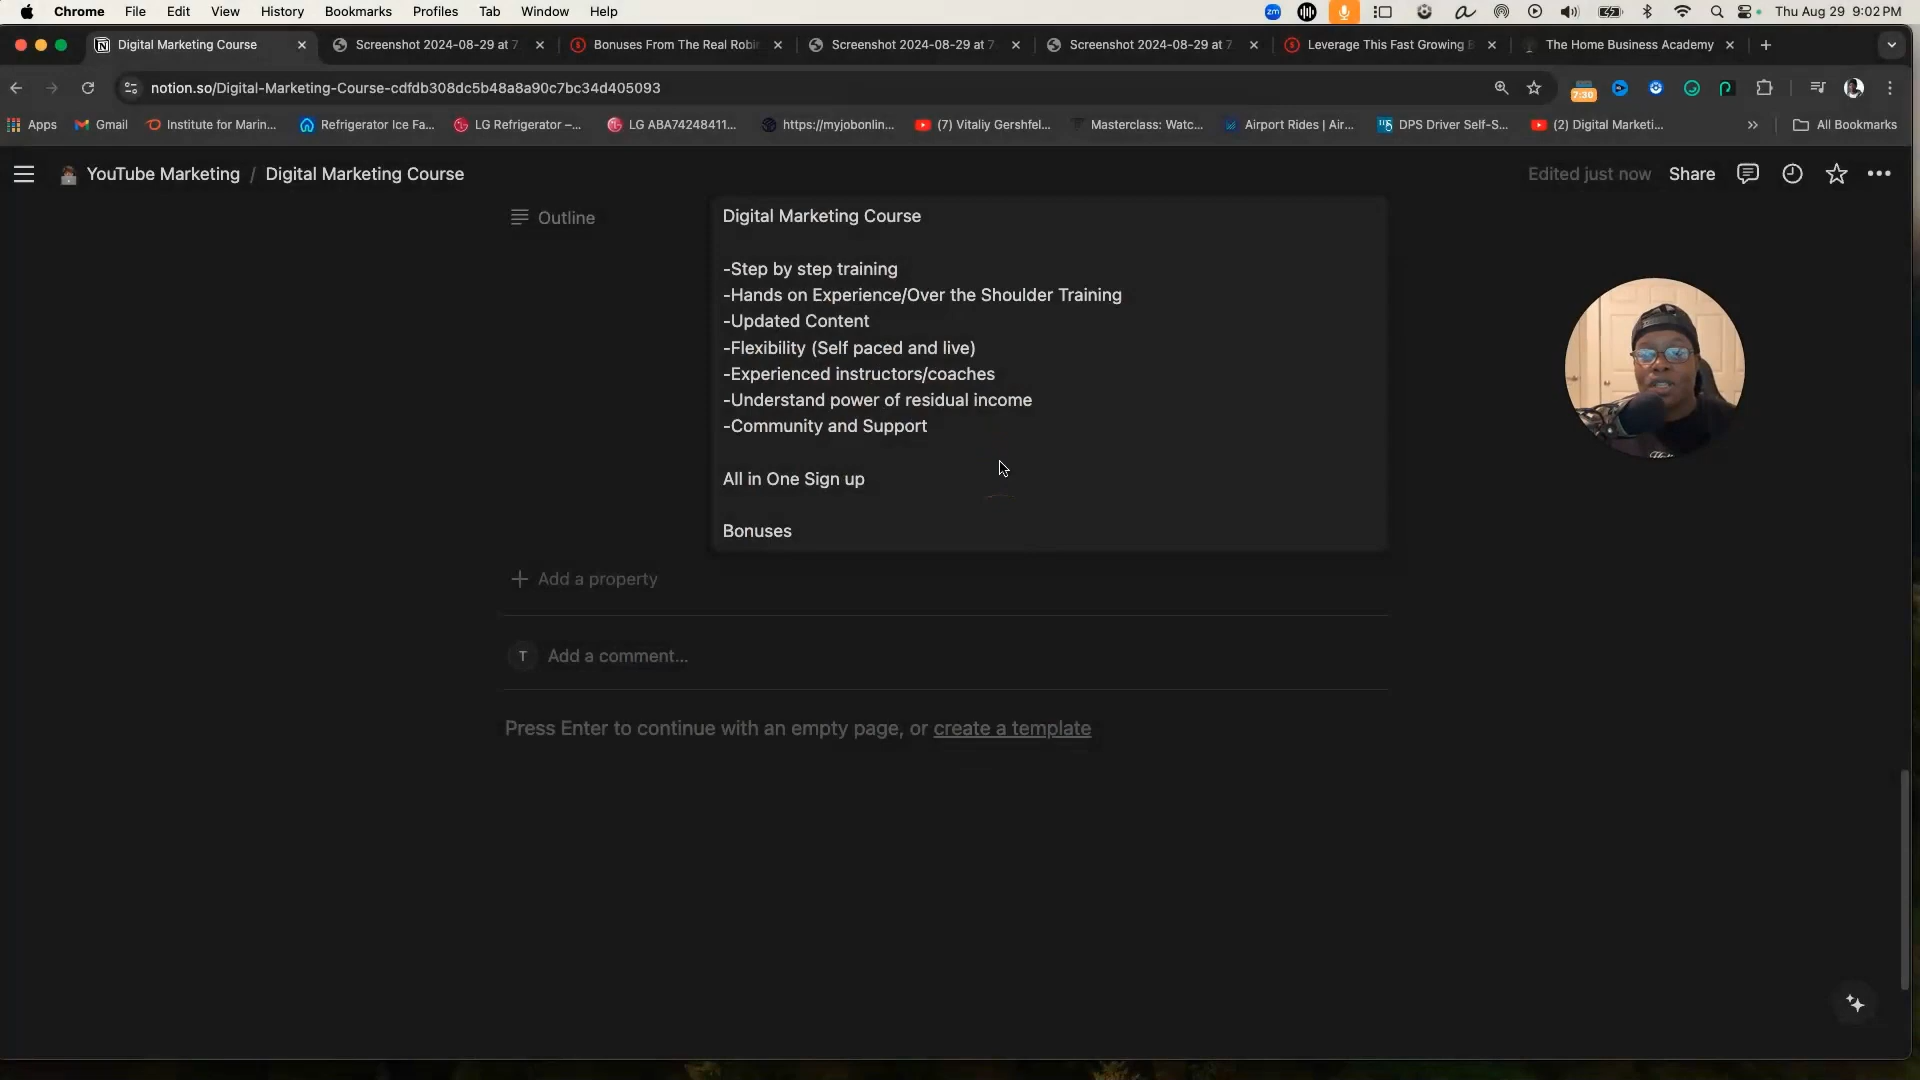 Chrome File Edit View History Bookmarks Profiles Tab Window Help
zm
Thu Aug 29 9:02 PM
Digital Marketing Course
Screenshot 2024-08-29 at 7
Bonuses From The Real Robi
Screenshot 2024-08-29 at 7
Screenshot 2024-08-29 at 7
Leverage This Fast Growing B
The Home Business Academy
notion.so/Digital-Marketing-Course-cdfdb308dc5b48a8a90c7bc34d405093
7:30
Apps
Gmail
Institute for Marin...
Refrigerator Ice Fa...
LG Refrigerator –...
LG ABA74248411...
https://myjobonlin...
(7) Vitaliy Gershfel...
Masterclass: Watc...
Airport Rides | Air...
DPS Driver Self-S...
(2) Digital Marketi...
All Bookmarks
YouTube Marketing / Digital Marketing Course
Edited just now
Share
Outline
Digital Marketing Course
-Step by step training
-Hands on Experience/Over the Shoulder Training
-Updated Content
-Flexibility (Self paced and live)
-Experienced instructors/coaches
-Understand power of residual income
-Community and Support
All in One Sign up
Bonuses
Add a property
T
Add a comment...
Press Enter to continue with an empty page, or create a template